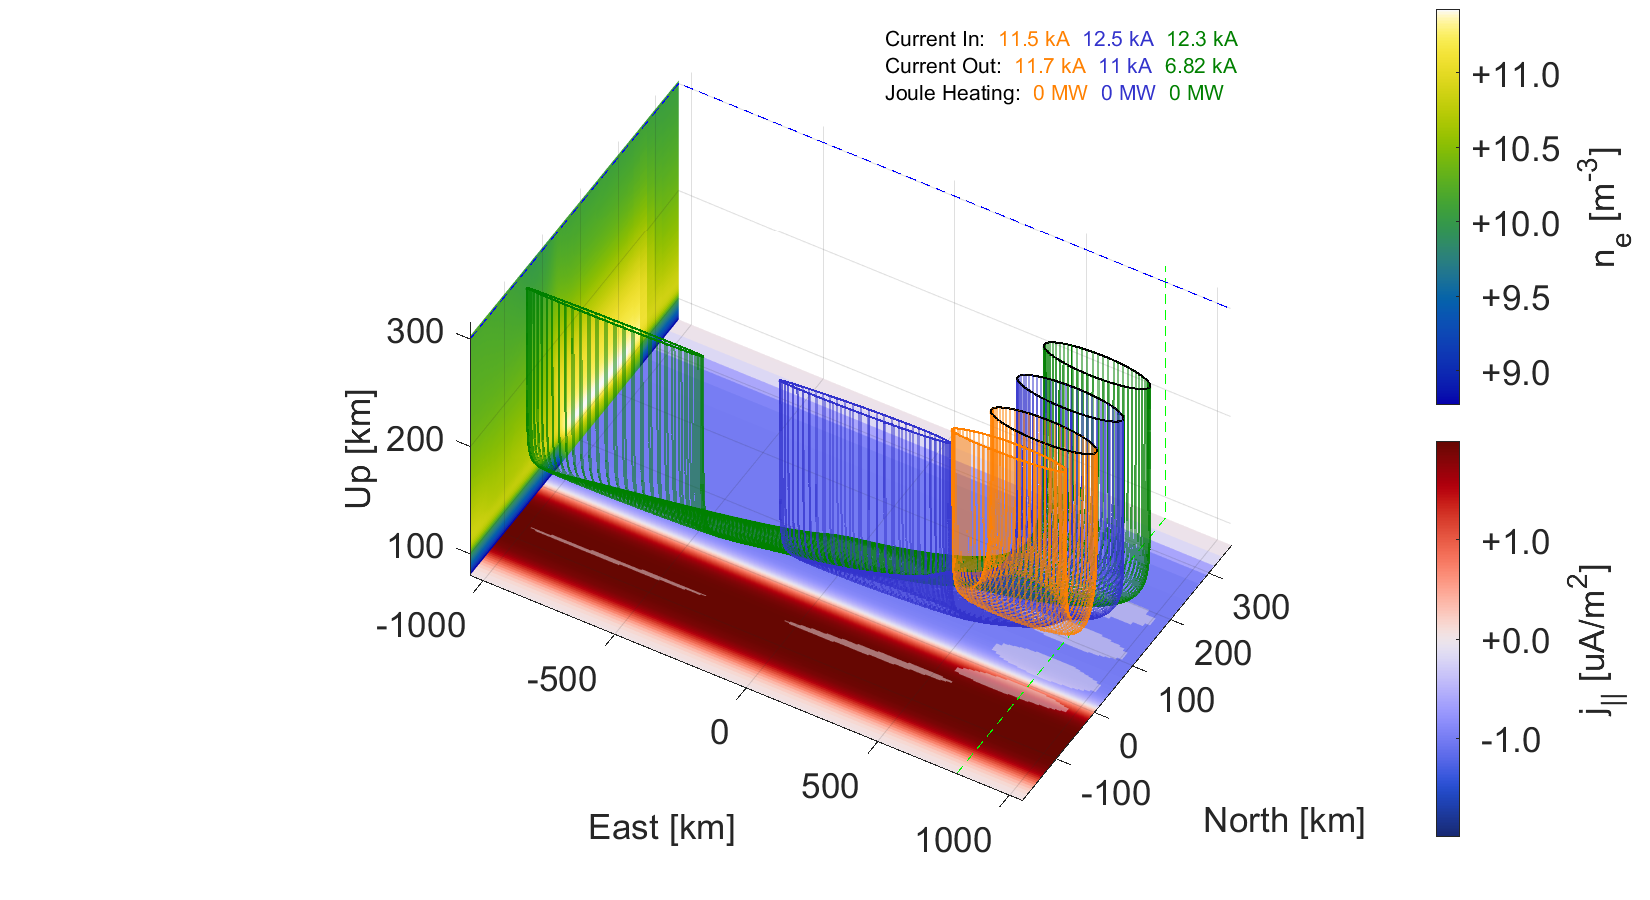 Current In: 11.5 kA 12.5 kA 12.3 kA
Current Out: 11.7 kA 11 kA 6.82 kA
Joule Heating: 0 MW 0 MW 0 MW
+11.0
+10.5
+10.0
+9.5
+9.0
n_e [m^-3]
+1.0
+0.0
-1.0
j_|| [uA/m^2]
300
200
100
Up [km]
-1000
-500
0
500
1000
East [km]
300
200
100
0
-100
North [km]